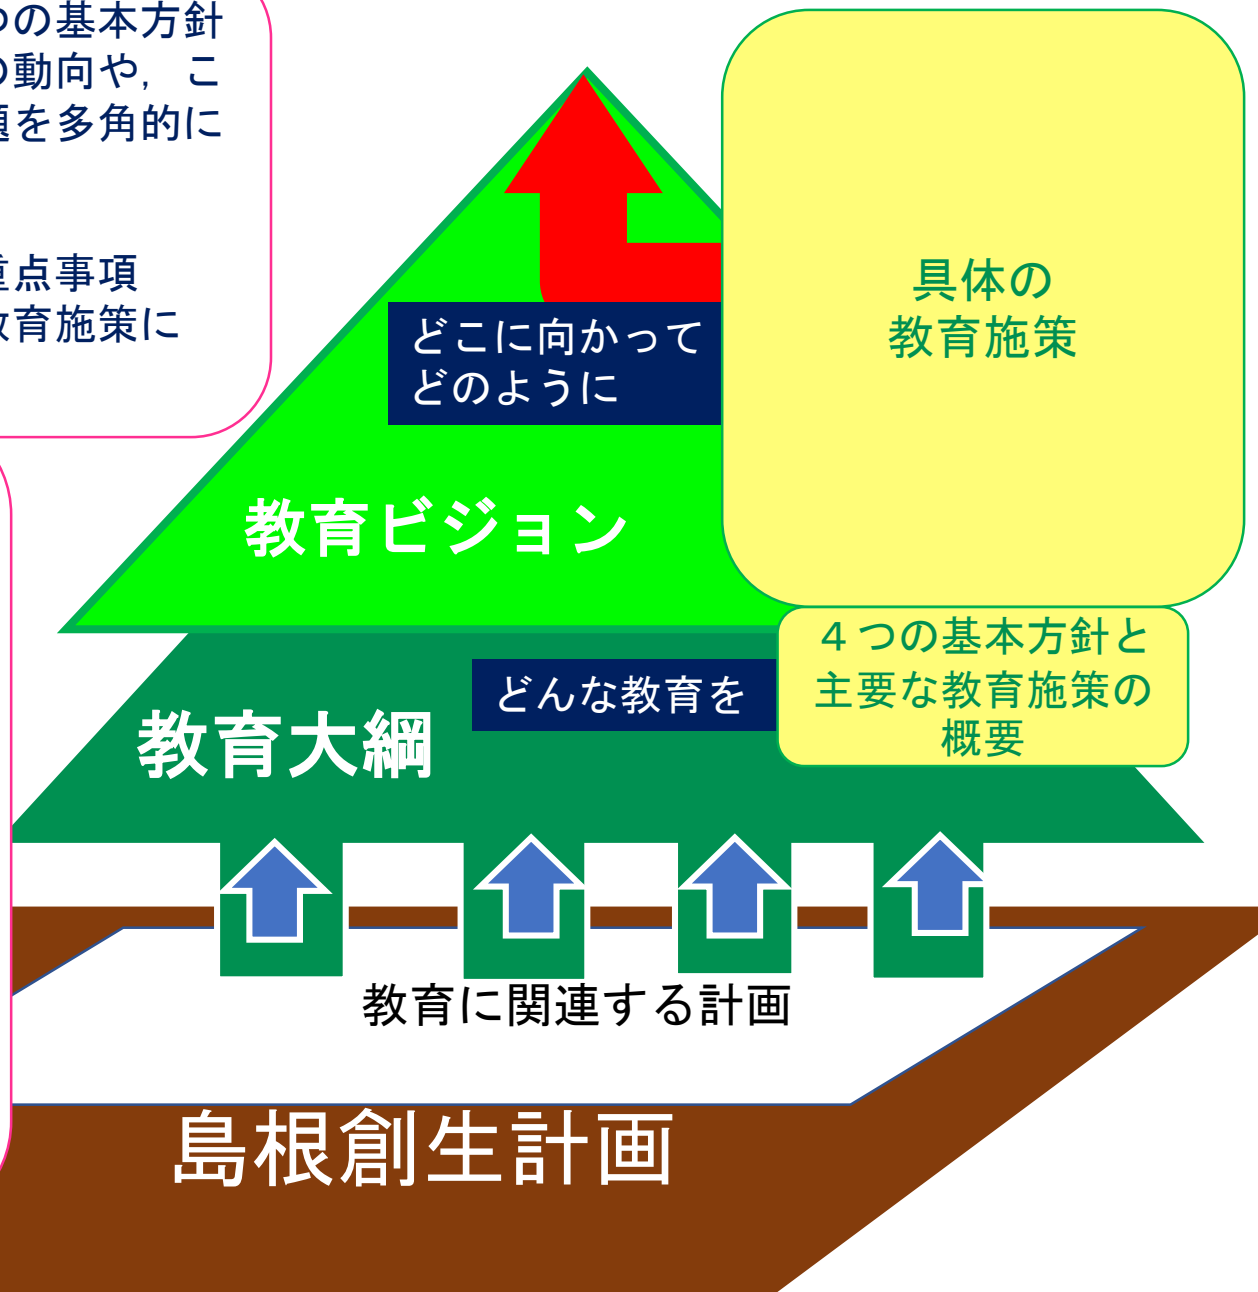 つの基本方針
の動向や，こ
題を多角的に
重点事項
教育施策に
具体の
教育施策
どこに向かって
どのように
教育ビジョン
４つの基本方針と
主要な教育施策の
概要
どんな教育を
教育大綱
教育に関連する計画
島根創生計画